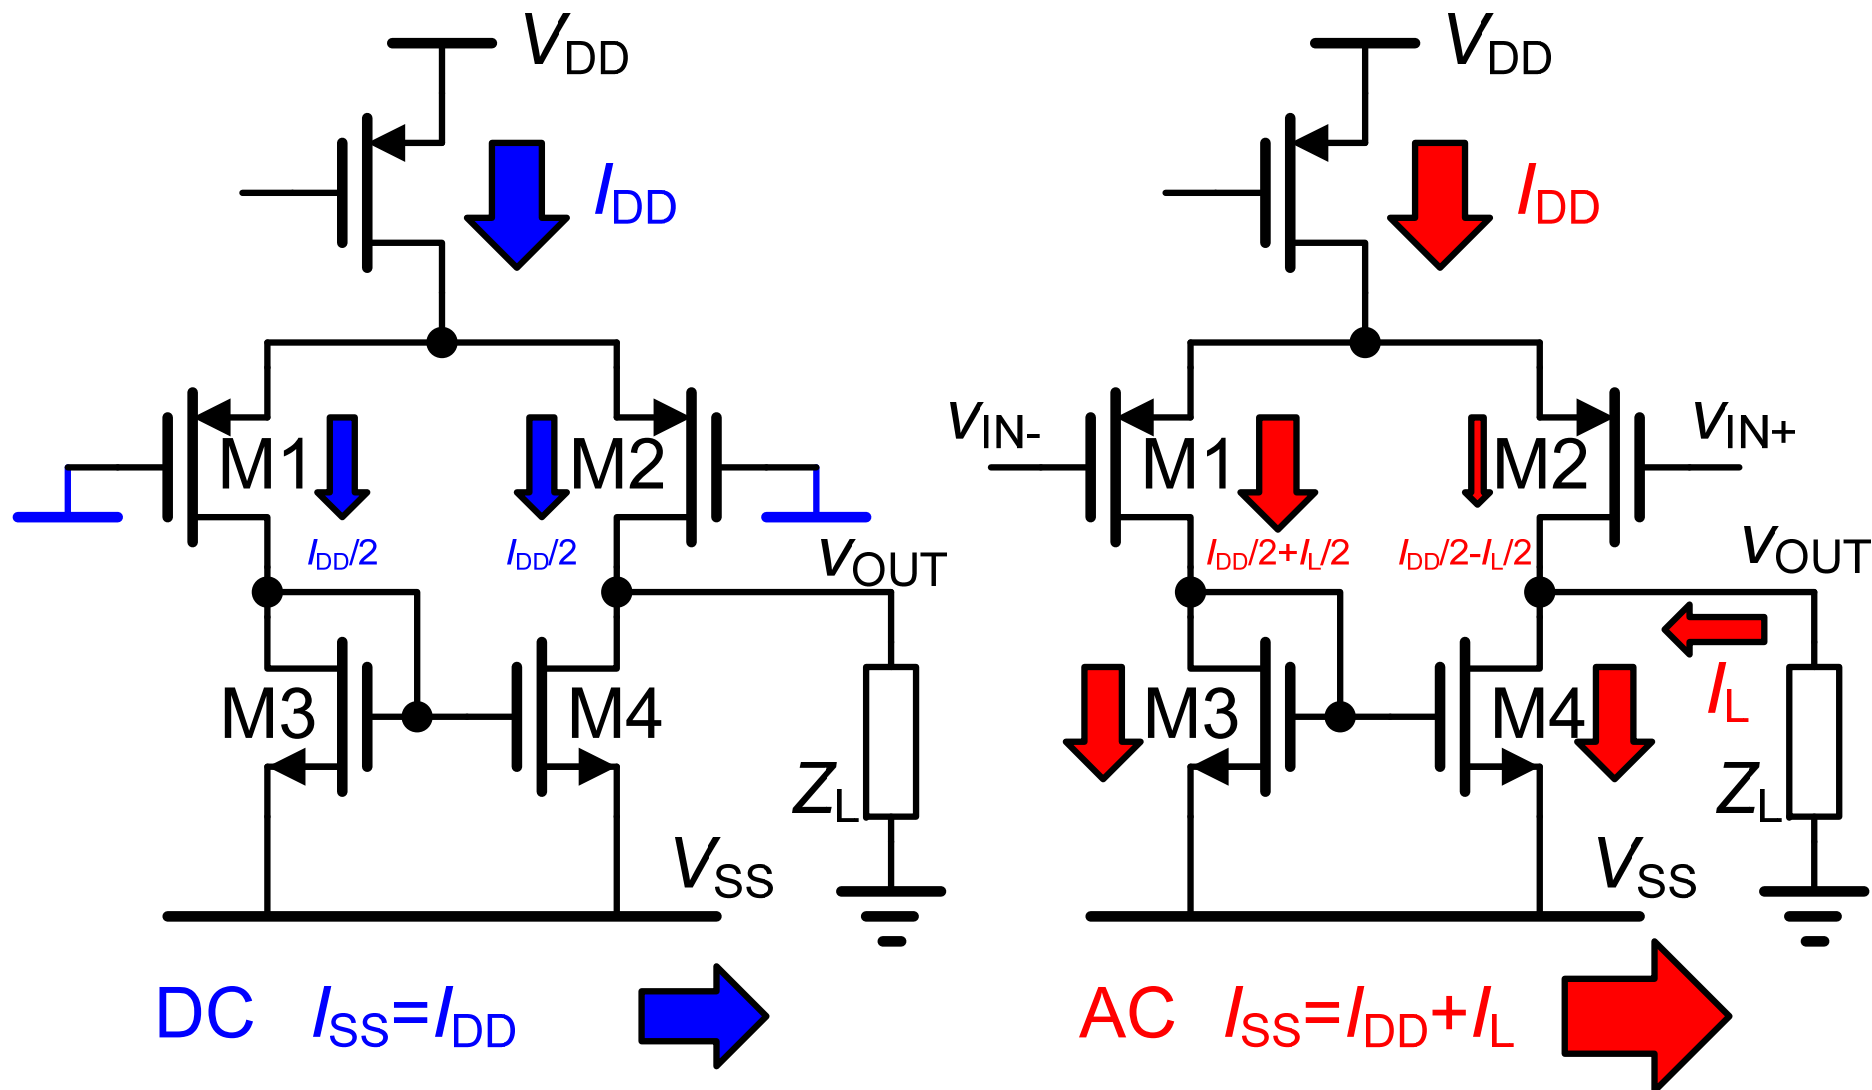 VDD
IDD
M1
M2
IDD/2
IDD/2
vOUT
M3
M4
ZL
VSS
DC ISS=IDD
VDD
IDD
vIN-
M1
M2
vIN+
IDD/2+IL/2
IDD/2-IL/2
vOUT
M3
M4
IL
ZL
VSS
AC ISS=IDD+IL